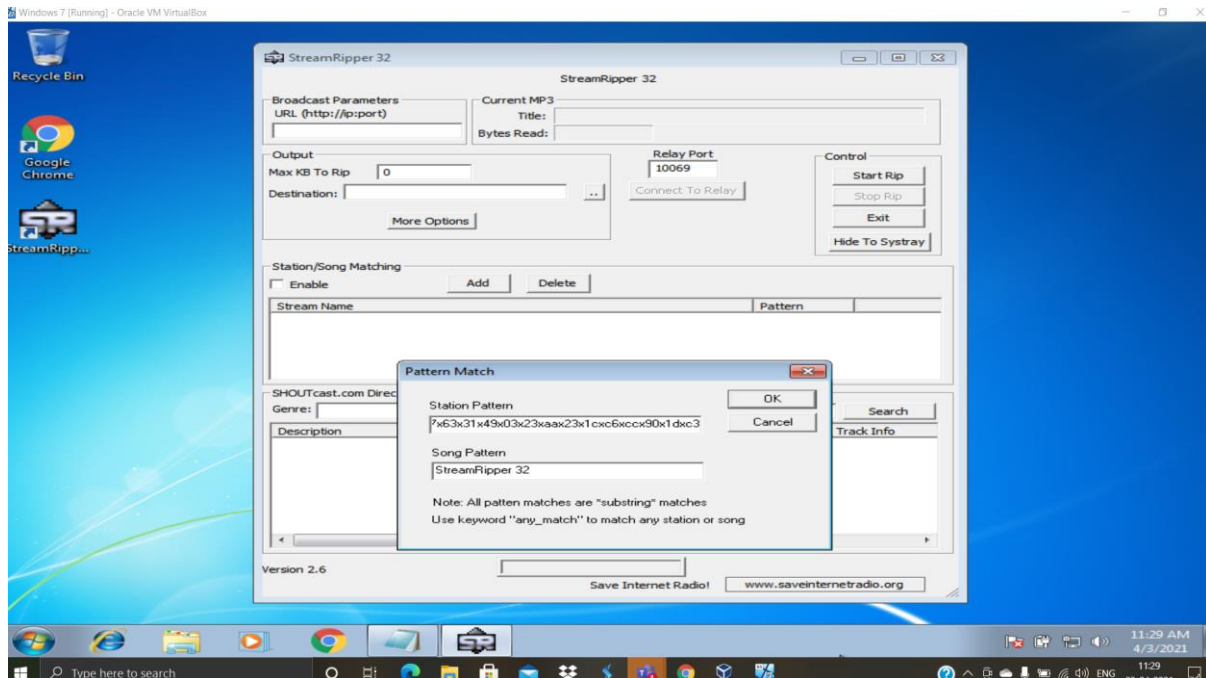 Windows 7 [Running] - Oracle VM VirtualBox
Recycle Bin
Google
Chrome
StreamRipp...
StreamRipper 32
StreamRipper 32
Broadcast Parameters
URL (http://ip:port)
Current MP3
Title:
Bytes Read:
Output
Max KB To Rip
0
Destination:
..
More Options
Relay Port
10069
Connect To Relay
Control
Start Rip
Stop Rip
Exit
Hide To Systray
Station/Song Matching
Enable
Add
Delete
Stream Name
Pattern
SHOUTcast.com Direc
Genre:
Search
Description
Track Info
Pattern Match
Station Pattern
7x63x31x49x03x23xaax23x1cxc6xccx90x1dxc3
OK
Cancel
Song Pattern
StreamRipper 32
Note: All patten matches are "substring" matches
Use keyword "any_match" to match any station or song
Version 2.6
Save Internet Radio!
www.saveinternetradio.org
11:29 AM
4/3/2021
Type here to search
ENG
11:29